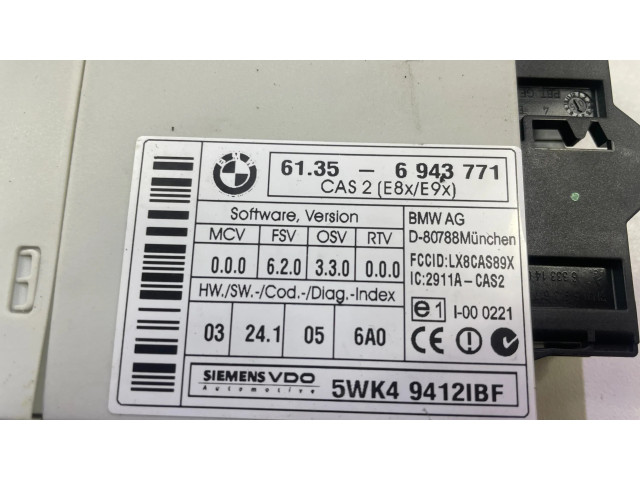 BMW
61.35 - 6 943 771
CAS 2 (E8x/E9x)
Software, Version
MCV FSV OSV RTV
0.0.0 6.2.0 3.3.0 0.0.0
HW./SW.-/Cod.-/Diag.-Index
03 24.1 05 6A0
BMW AG
D-80788München
FCCID:LX8CAS89X
IC:2911A-CAS2
e1 I-00 0221
CE
SIEMENS VDO
Automotive
5WK4 9412IBF